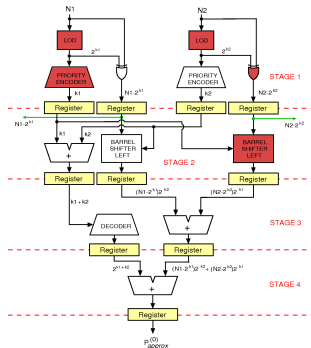 N1 N2
LOD LOD
2^k1 2^k2
PRIORITY ENCODER PRIORITY ENCODER
k1 N1-2^k1 k2 N2-2^k2
STAGE 1
Register Register Register Register
N1-2^k1 k1 k2 N2-2^k2
+ BARREL SHIFTER LEFT BARREL SHIFTER LEFT
STAGE 2
Register Register Register
(N1-2^k1)2^k2 (N2-2^k2)2^k1
k1+k2
DECODER + STAGE 3
Register Register
2^k1+k2 (N1-2^k1)2^k2+(N2-2^k2)2^k1
+ STAGE 4
Register
P(0)approx